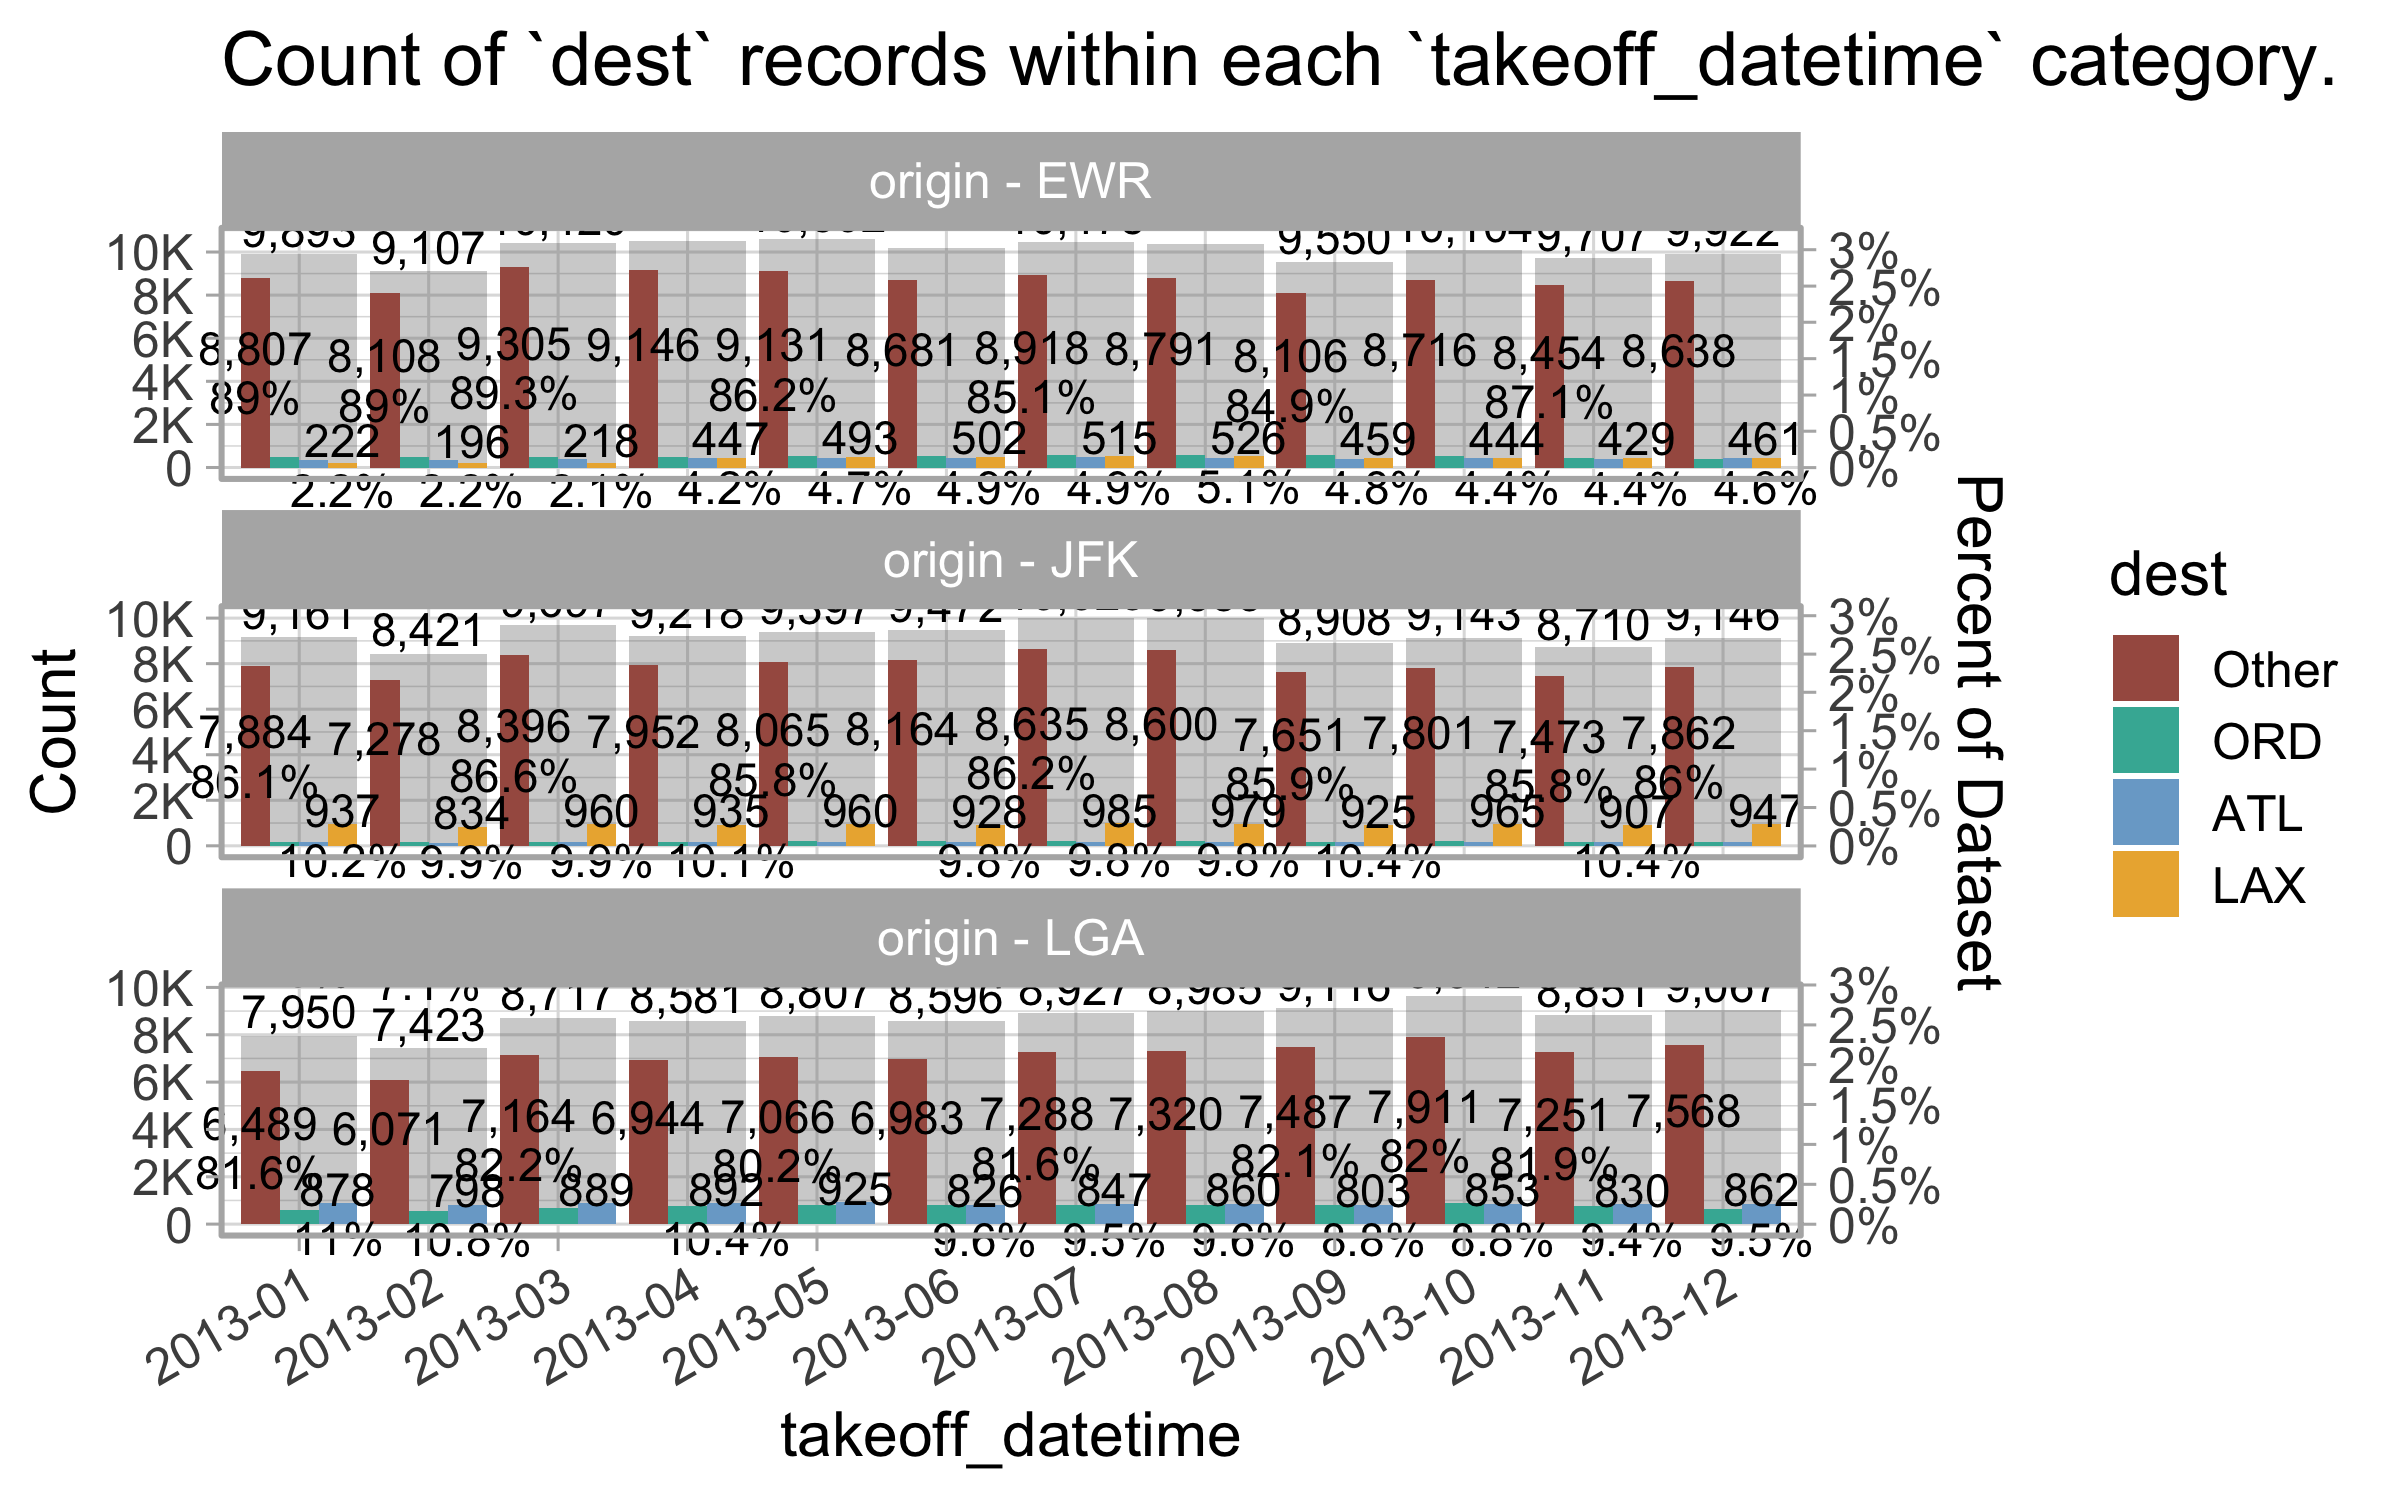 Count of `dest` records within each `takeoff_datetime` category.
origin - EWR
10K
8K
6K
4K
2K
0
9,893 9,107 9,550 10,164 9,707 9,922
8,807 8,108 9,305 9,146 9,131 8,681 8,918 8,791 8,106 8,716 8,454 8,638
89% 89% 89.3% 86.2% 85.1% 84.9% 87.1%
222 196 218 447 493 502 515 526 459 444 429 461
2.2% 2.2% 2.1% 4.2% 4.7% 4.9% 4.9% 5.1% 4.8% 4.4% 4.4% 4.6%
3%
2.5%
2%
1.5%
1%
0.5%
0%
origin - JFK
10K
8K
6K
4K
2K
0
9,161 8,421 9,218 9,397 9,472 8,908 9,143 8,710 9,146
7,884 7,278 8,396 7,952 8,065 8,164 8,635 8,600 7,651 7,801 7,473 7,862
86.1% 86.6% 85.8% 86.2% 85.9% 85.8% 86%
937 834 960 935 960 928 985 979 925 965 907 947
10.2% 9.9% 9.9% 10.1% 9.8% 9.8% 9.8% 10.4% 10.4%
3%
2.5%
2%
1.5%
1%
0.5%
0%
origin - LGA
10K
8K
6K
4K
2K
0
7,950 7,423 8,717 8,581 8,807 8,596 8,927 8,985 9,116 8,851 9,067
6,489 6,071 7,164 6,944 7,066 6,983 7,288 7,320 7,487 7,911 7,251 7,568
81.6% 82.2% 80.2% 81.6% 82.1% 82% 81.9%
878 798 889 892 925 826 847 860 803 853 830 862
11% 10.8% 10.4% 9.6% 9.5% 9.6% 8.8% 8.8% 9.4% 9.5%
3%
2.5%
2%
1.5%
1%
0.5%
0%
2013-01
2013-02
2013-03
2013-04
2013-05
2013-06
2013-07
2013-08
2013-09
2013-10
2013-11
2013-12
takeoff_datetime
Count
Percent of Dataset
dest
Other
ORD
ATL
LAX